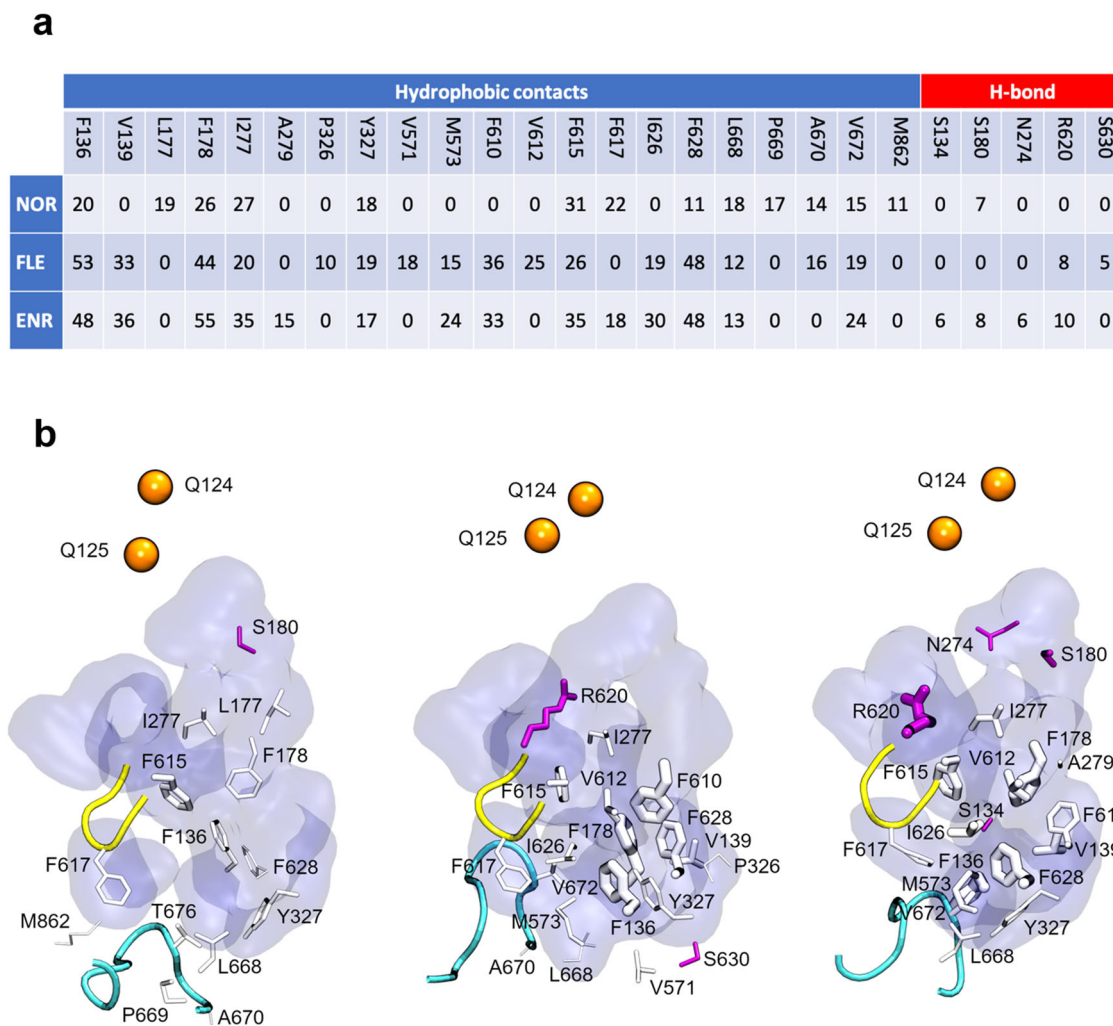 a
Hydrophobic contacts H-bond
F136 V139 L177 F178 I277 A279 P326 Y327 V571 M573 F610 V612 F615 F617 I626 F628 L668 P669 A670 V672 M862 S134 S180 N274 R620 S630
NOR 20 0 19 26 27 0 0 18 0 0 0 0 31 22 0 11 18 17 14 15 11 0 7 0 0 0
FLE 53 33 0 44 20 0 10 19 18 15 36 25 26 0 19 48 12 0 16 19 0 0 0 0 8 5
ENR 48 36 0 55 35 15 0 17 0 24 33 0 35 18 30 48 13 0 0 24 0 6 8 6 10 0
b
Q124
Q125
S180
L177
I277
F178
F615
F136
F628
F617
Y327
M862
T676
L668
P669
A670
Q124
Q125
R620
I277
V612
F610
F615
F628
F178
V139
I626
P326
F617
V672
Y327
M573
F136
A670
L668
S630
V571
Q124
Q125
N274
S180
R620
I277
F178
V612
A279
F615
S134
F61
I626
V139
F617
F136
F628
M573
V672
Y327
L668